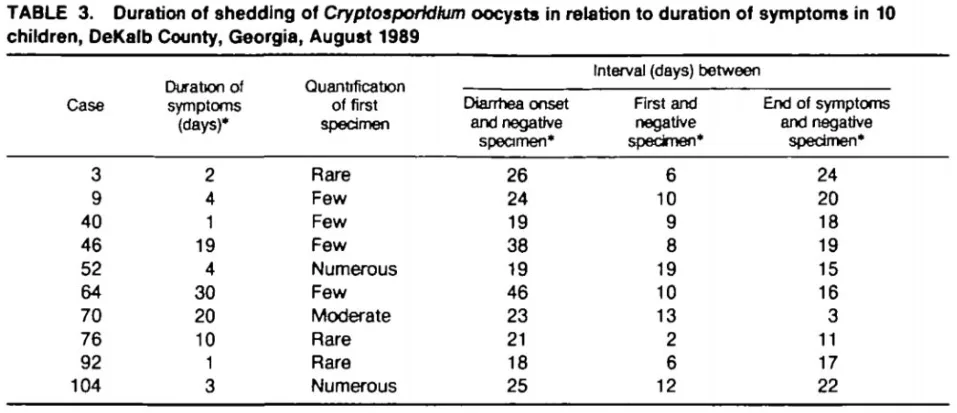 TABLE 3. Duration of shedding of Cryptosporidium oocysts in relation to duration of symptoms in 10
children, DeKalb County, Georgia, August 1989
Interval (days) between
Duration of Quantification
Case symptoms of first Diarrhea onset First and End of symptoms
(days)* specimen and negative negative and negative
specimen* specimen* specimen*
3 2 Rare 26 6 24
9 4 Few 24 10 20
40 1 Few 19 9 18
46 19 Few 38 8 19
52 4 Numerous 19 19 15
64 30 Few 46 10 16
70 20 Moderate 23 13 3
76 10 Rare 21 2 11
92 1 Rare 18 6 17
104 3 Numerous 25 12 22